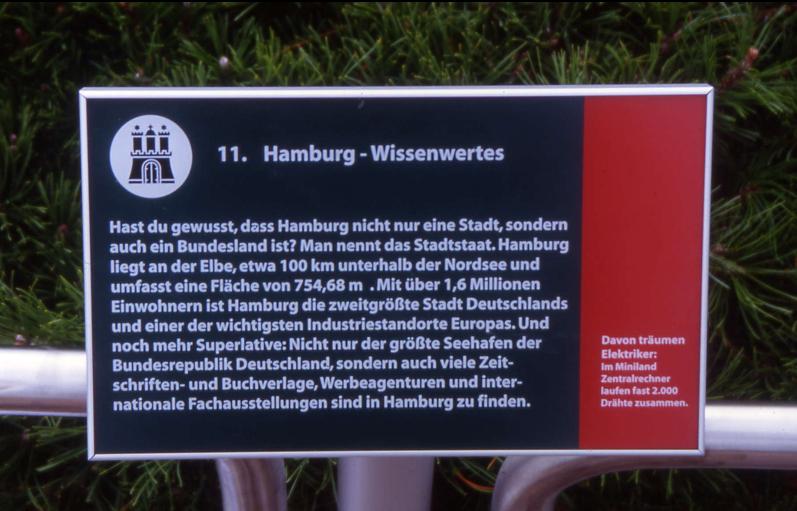 11. Hamburg - Wissenwertes
Hast du gewusst, dass Hamburg nicht nur eine Stadt, sondern
auch ein Bundesland ist? Man nennt das Stadtstaat. Hamburg
liegt an der Elbe, etwa 100 km unterhalb der Nordsee und
umfasst eine Fläche von 754,68 m . Mit über 1,6 Millionen
Einwohnern ist Hamburg die zweitgrößte Stadt Deutschlands
und einer der wichtigsten Industriestandorte Europas. Und
noch mehr Superlative: Nicht nur der größte Seehafen der
Bundesrepublik Deutschland, sondern auch viele Zeit-
schriften- und Buchverlage, Werbeagenturen und inter-
nationale Fachausstellungen sind in Hamburg zu finden.
Davon träumen
Elektriker:
Im Miniland
Zentralrechner
laufen fast 2.000
Drähte zusammen.